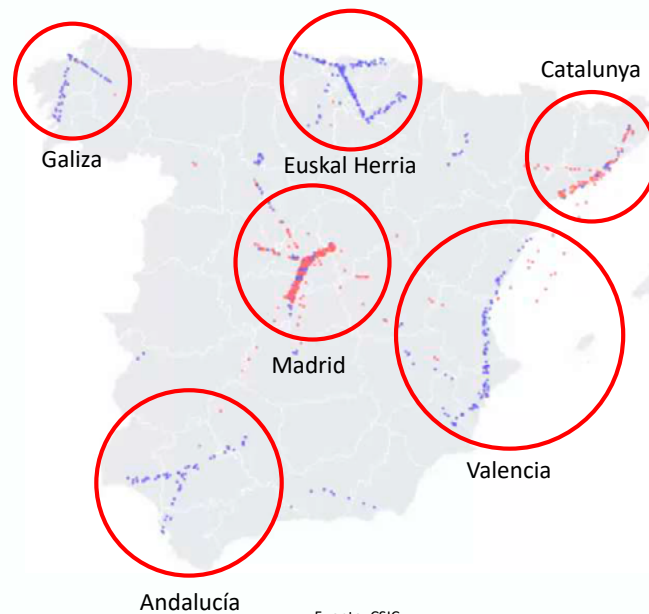 Catalunya
Galiza
Euskal Herria
Madrid
Valencia
Andalucía